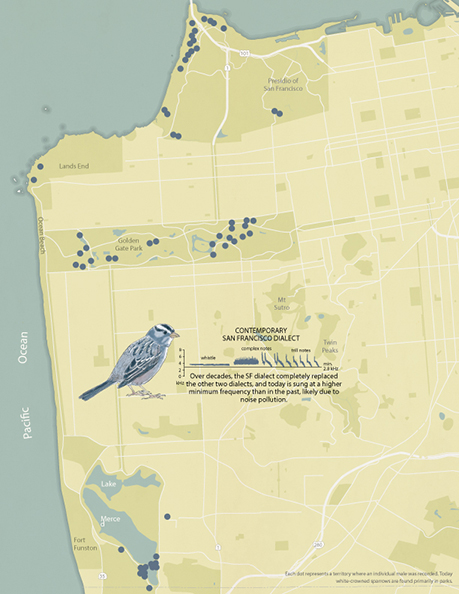 101
1
Presidio of
San Francisco
Lands End
Ocean Beach
Golden
Gate Park
Mt
Sutro
Twin
Peaks
CONTEMPORARY
SAN FRANCISCO DIALECT
complex notes
whistle
trill notes
8
6
4
2
0
kHz
min.
2.8 kHz
Over decades, the SF dialect completely replaced
the other two dialects, and today is sung at a higher
minimum frequency than in the past, likely due to
noise pollution.
Pacific Ocean
Lake
Merce
d
Fort
Funston
35
1
280
Each dot represents a territory where an individual male was recorded. Today
white-crowned sparrows are found primarily in parks.